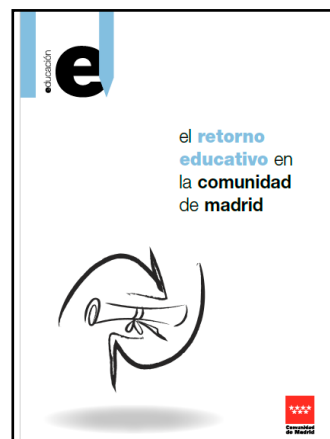 educación
e
el retorno
educativo en
la comunidad
de madrid
Comunidad
de Madrid